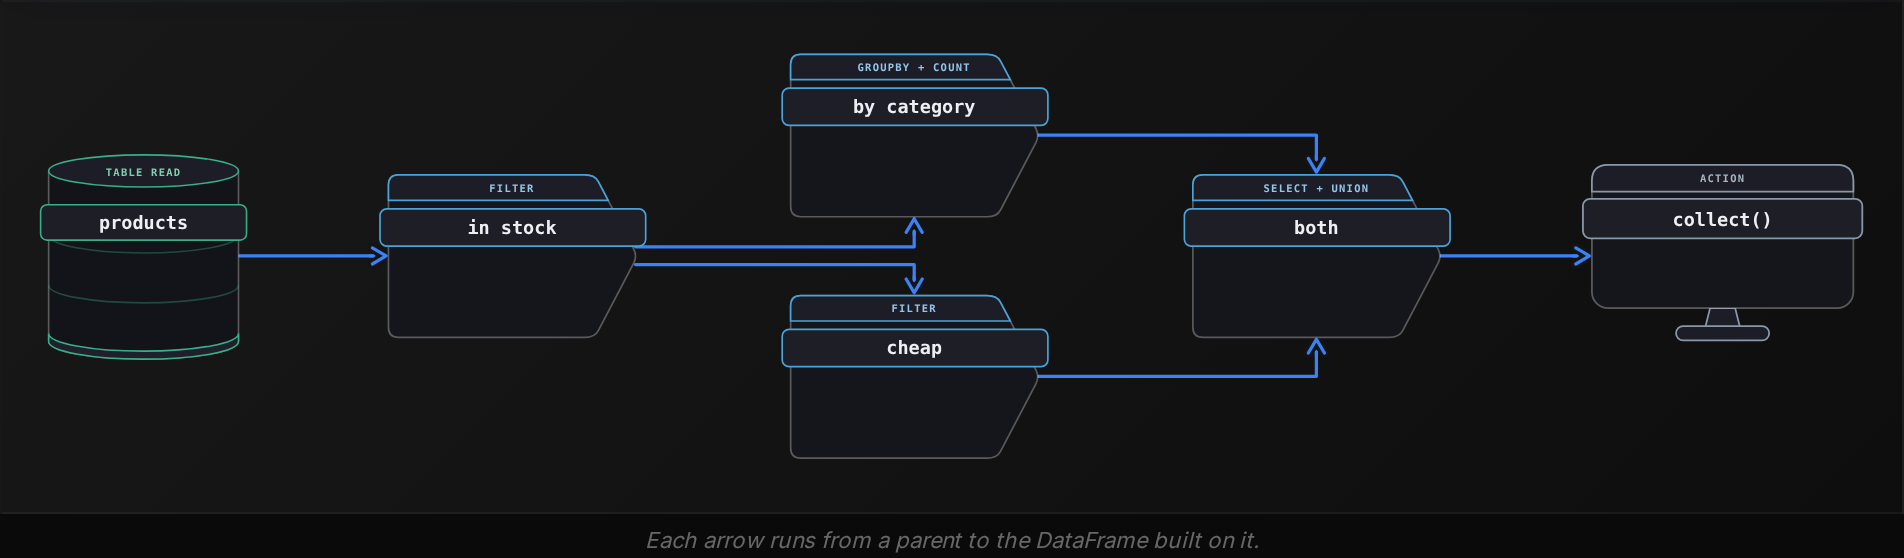 TABLE READ
products
FILTER
in stock
GROUPBY + COUNT
by category
FILTER
cheap
SELECT + UNION
both
ACTION
collect()
Each arrow runs from a parent to the DataFrame built on it.